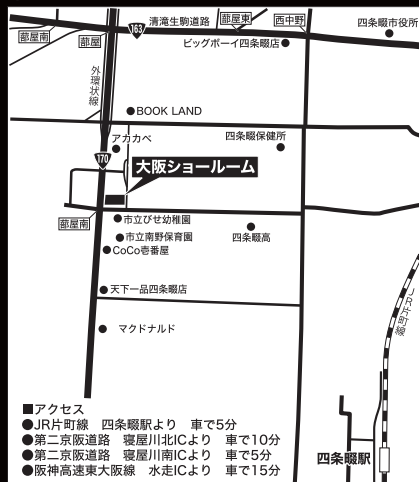 清滝生駒道路
163
蔀屋南
蔀屋
蔀屋東
西中野
四条畷市役所
ビッグボーイ四条畷店
外環状線
BOOK LAND
アカカベ
四条畷保健所
170
大阪ショールーム
蔀屋南
市立びせ幼稚園
市立南野保育園
四条畷高
CoCo壱番屋
天下一品四条畷店
JR片町線
マクドナルド
■アクセス
●JR片町線 四条畷駅より 車で5分
●第二京阪道路 寝屋川北ICより 車で10分
●第二京阪道路 寝屋川南ICより 車で5分
●阪神高速東大阪線 水走ICより 車で15分
四条畷駅